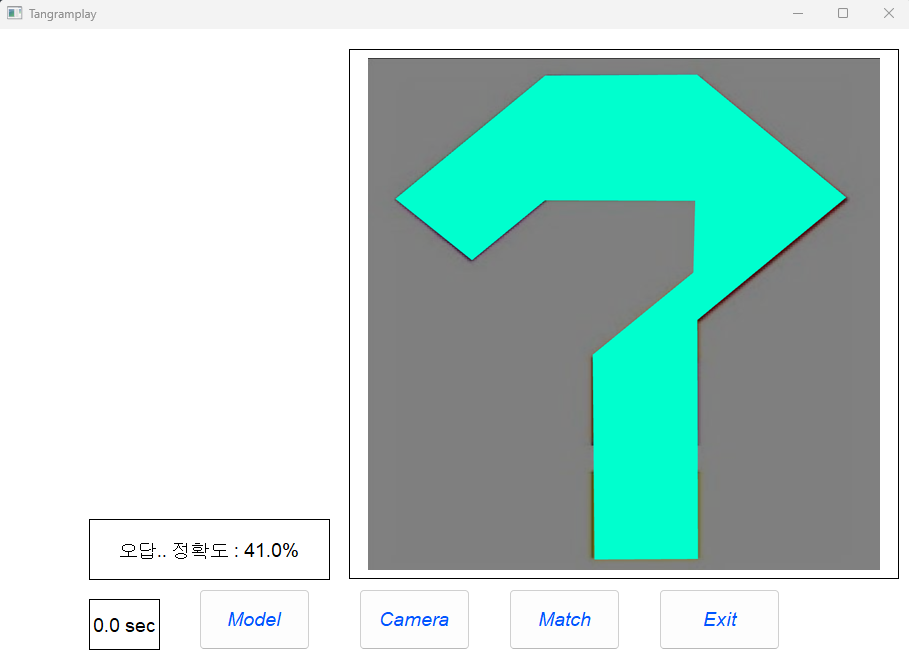 Tangramplay
오답.. 정확도 : 41.0%
0.0 sec
Model
Camera
Match
Exit